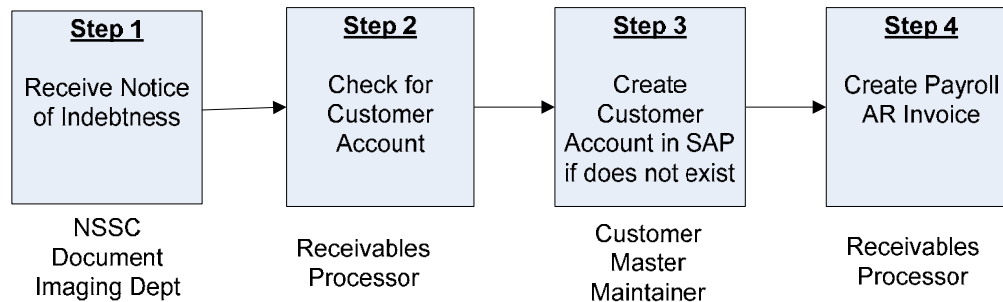 Step 1
Receive Notice
of Indebtness
NSSC
Document
Imaging Dept
Step 2
Check for
Customer
Account
Receivables
Processor
Step 3
Create
Customer
Account in SAP
if does not exist
Customer
Master
Maintainer
Step 4
Create Payroll
AR Invoice
Receivables
Processor